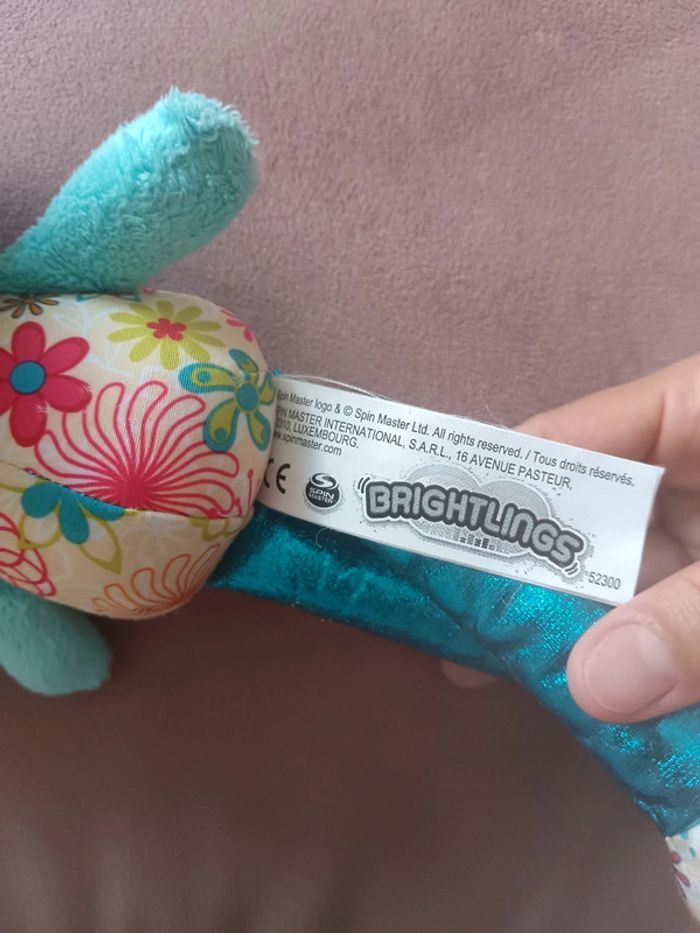 Spin Master logo & © Spin Master Ltd. All rights reserved. / Tous droits réservés.
SPIN MASTER INTERNATIONAL, S.A.R.L., 16 AVENUE PASTEUR,
2310, LUXEMBOURG.
www.spinmaster.com
CE
SPIN
MASTER
BRIGHTLINGS
52300